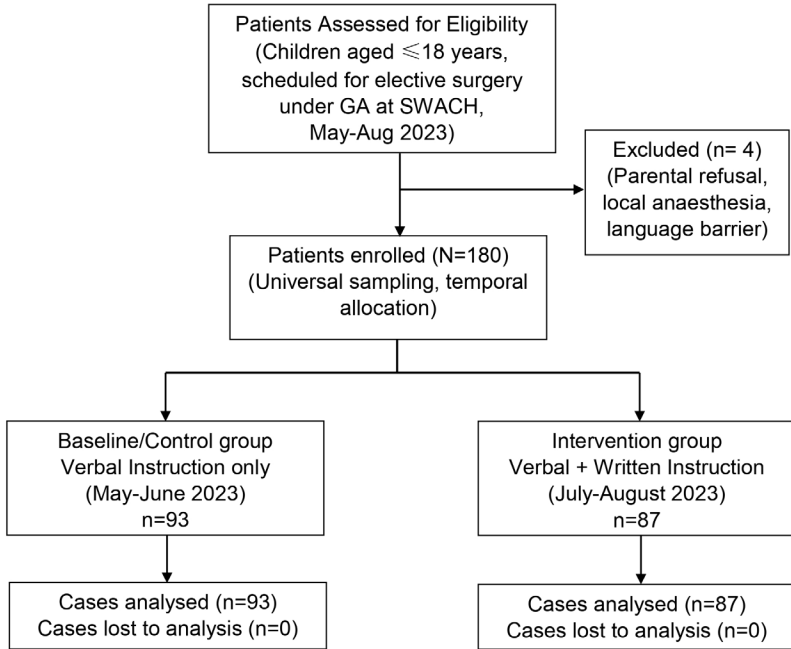 Patients Assessed for Eligibility
(Children aged ≤18 years,
scheduled for elective surgery
under GA at SWACH,
May-Aug 2023)
Excluded (n= 4)
(Parental refusal,
local anaesthesia,
language barrier)
Patients enrolled (N=180)
(Universal sampling, temporal
allocation)
Baseline/Control group
Verbal Instruction only
(May-June 2023)
n=93
Intervention group
Verbal + Written Instruction
(July-August 2023)
n=87
Cases analysed (n=93)
Cases lost to analysis (n=0)
Cases analysed (n=87)
Cases lost to analysis (n=0)